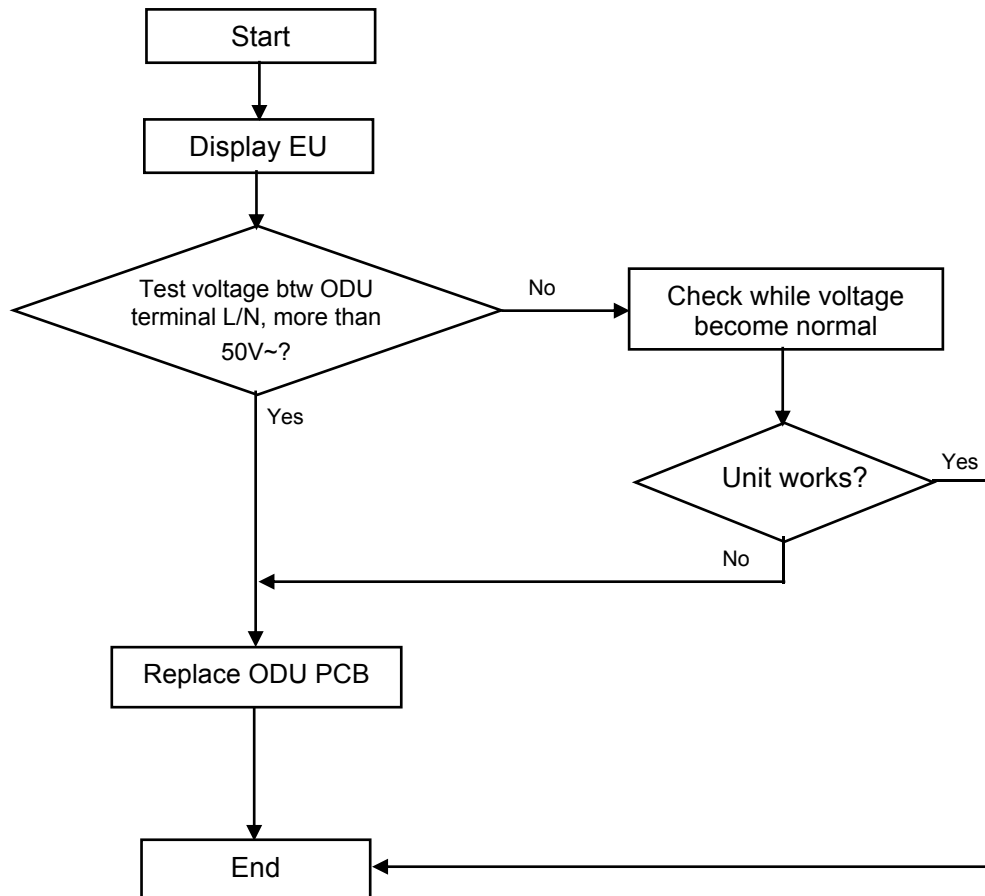 Start
Display EU
Test voltage btw ODU
terminal L/N, more than
50V~?
No
Check while voltage
become normal
Yes
Unit works?
Yes
No
Replace ODU PCB
End